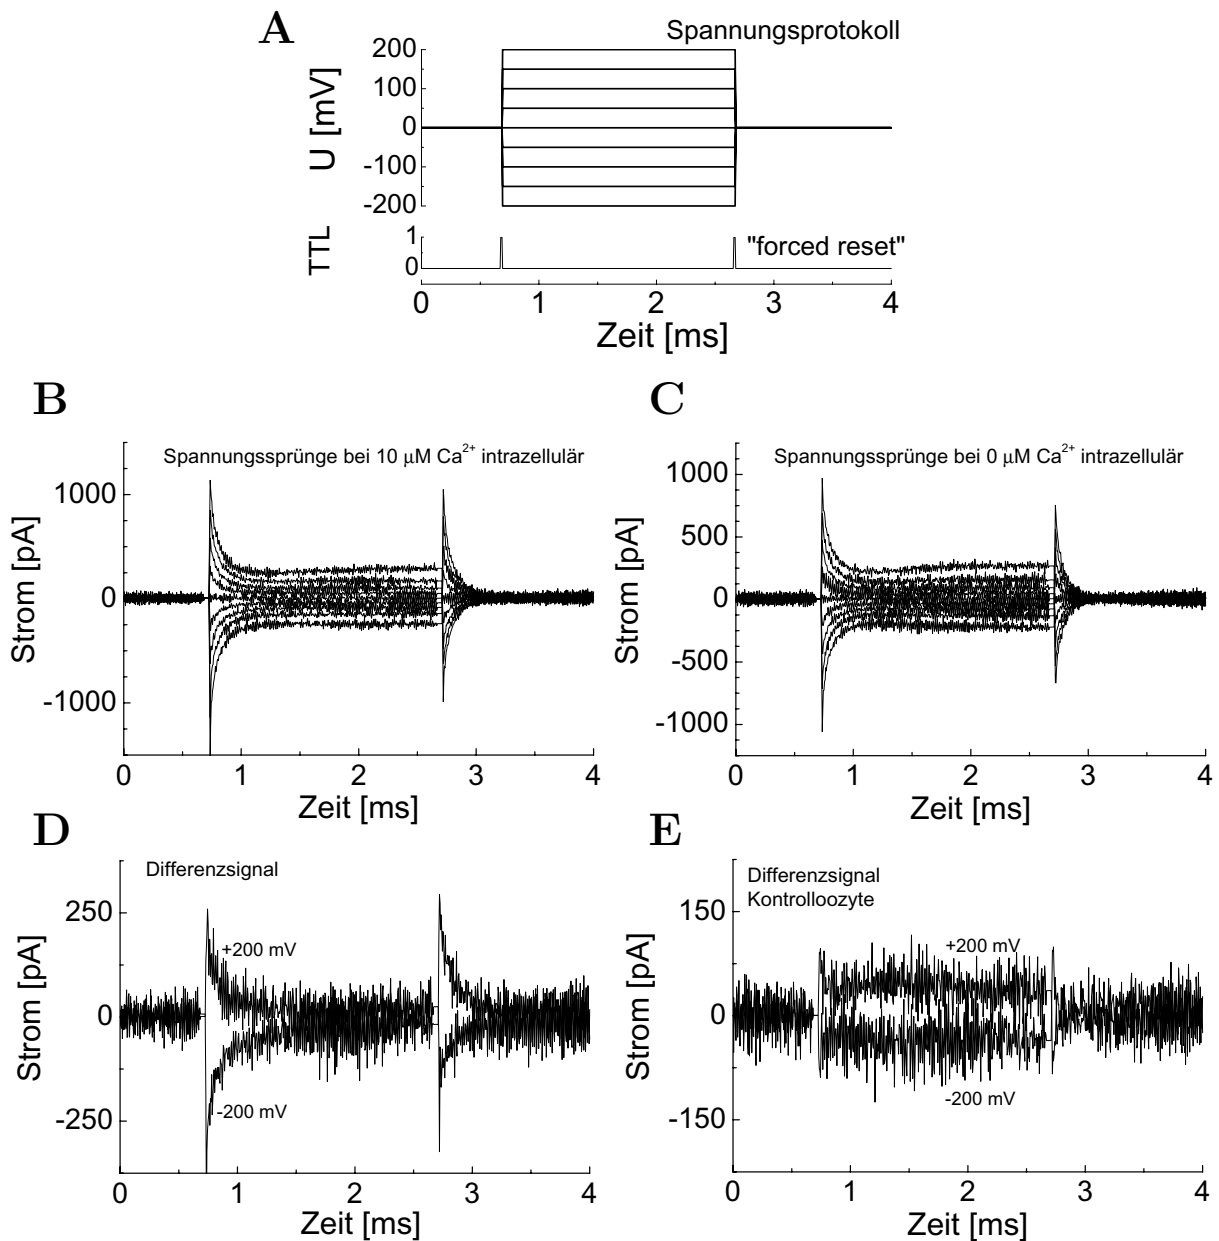 A
Spannungsprotokoll
U [mV]
200
100
0
-100
-200
TTL
1
0
"forced reset"
0 1 2 3 4
Zeit [ms]
B
Spannungssprünge bei 10 μM Ca²⁺ intrazellulär
Strom [pA]
1000
0
-1000
0 1 2 3 4
Zeit [ms]
C
Spannungssprünge bei 0 μM Ca²⁺ intrazellulär
Strom [pA]
1000
500
0
-500
-1000
0 1 2 3 4
Zeit [ms]
D
Differenzsignal
Strom [pA]
250
0
-250
+200 mV
-200 mV
0 1 2 3 4
Zeit [ms]
E
Differenzsignal
Kontrolloozyte
Strom [pA]
150
0
-150
+200 mV
-200 mV
0 1 2 3 4
Zeit [ms]